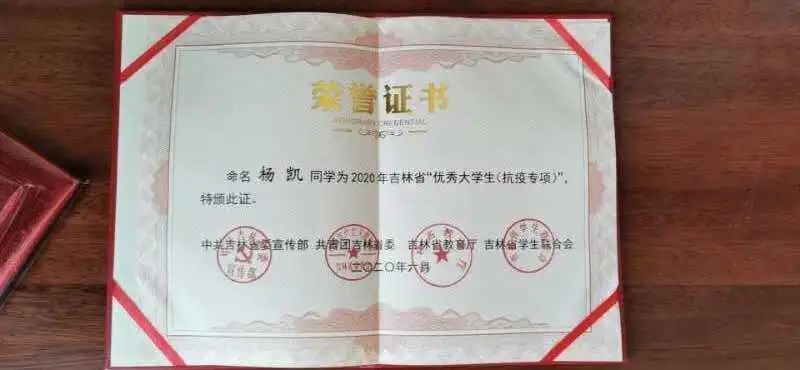 荣誉证书
HONORARY CREDENTIAL
命名 杨凯 同学为2020年吉林省“优秀大学生（抗疫专项）”，
特颁此证。
中共吉林省委宣传部 共青团吉林省委 吉林省教育厅 吉林省学生联合会
二〇二〇年六月